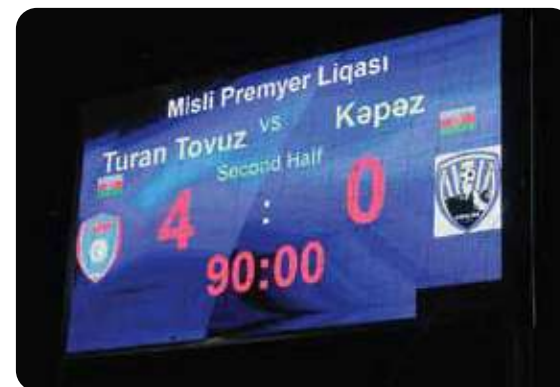 Misli Premyer Liqası
Turan Tovuz vs Kəpəz
Second Half
4 : 0
90:00